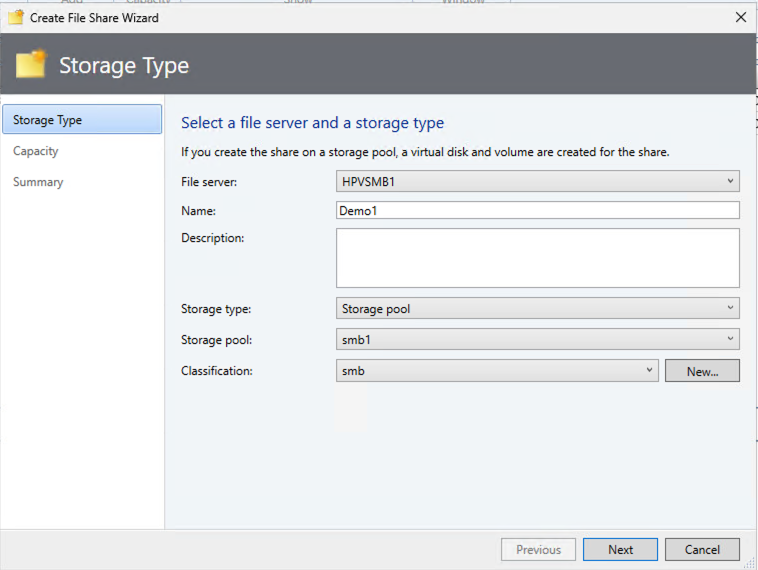 Create File Share Wizard
Storage Type
Storage Type
Capacity
Summary
Select a file server and a storage type
If you create the share on a storage pool, a virtual disk and volume are created for the share.
File server: HPVSMB1
Name: Demo1
Description:
Storage type: Storage pool
Storage pool: smb1
Classification: smb New...
Previous Next Cancel